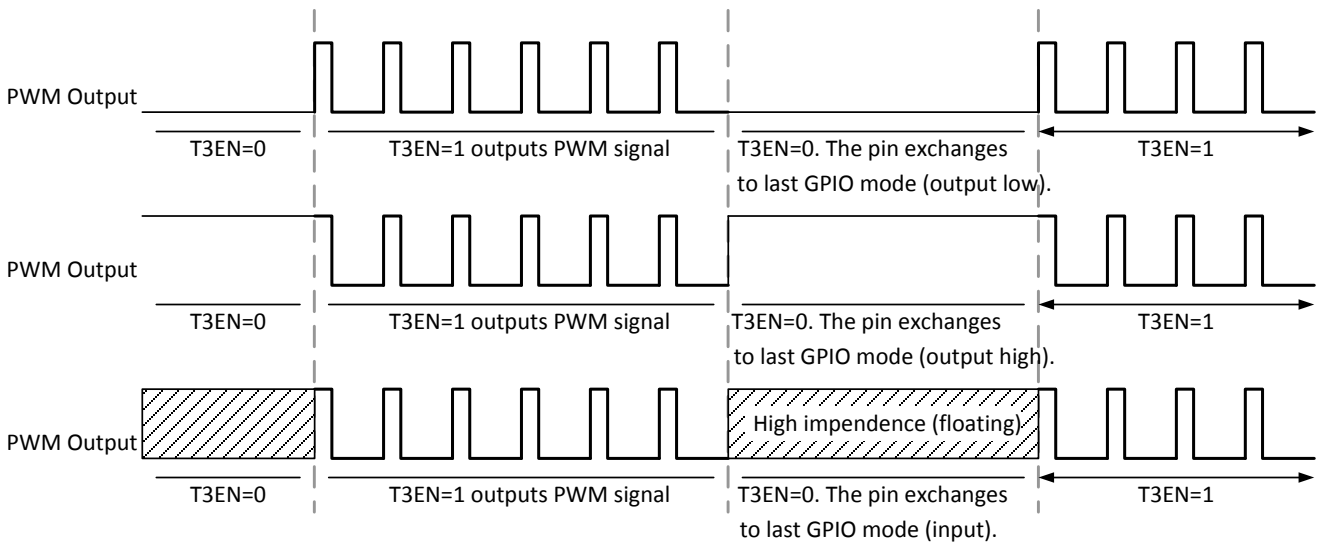 PWM Output
T3EN=0
T3EN=1 outputs PWM signal
T3EN=0. The pin exchanges
to last GPIO mode (output low).
T3EN=1
PWM Output
T3EN=0
T3EN=1 outputs PWM signal
T3EN=0. The pin exchanges
to last GPIO mode (output high).
T3EN=1
PWM Output
High impendence (floating)
T3EN=0
T3EN=1 outputs PWM signal
T3EN=0. The pin exchanges
to last GPIO mode (input).
T3EN=1